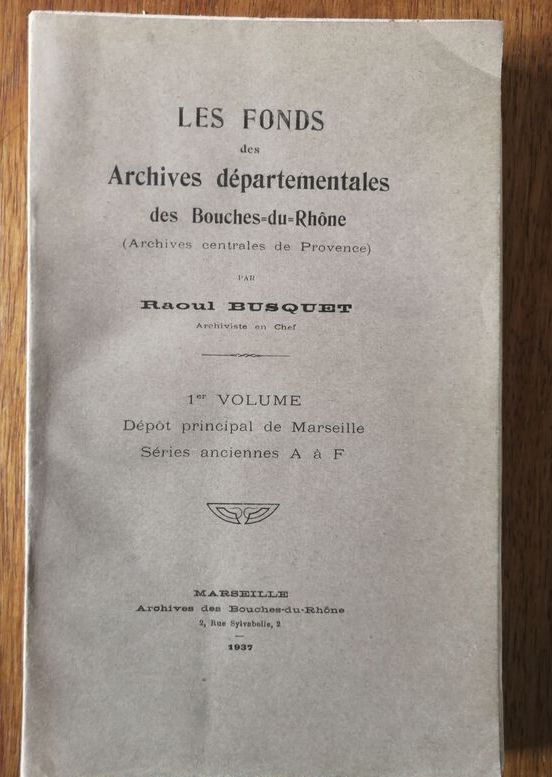 LES FONDS
des
Archives départementales
des Bouches=du=Rhône
(Archives centrales de Provence)
PAR
Raoul BUSQUET
Archiviste en Chef
1er VOLUME
Dépôt principal de Marseille
Séries anciennes A à F
MARSEILLE
Archives des Bouches-du-Rhône
2, Rue Sylvabelle, 2
1937